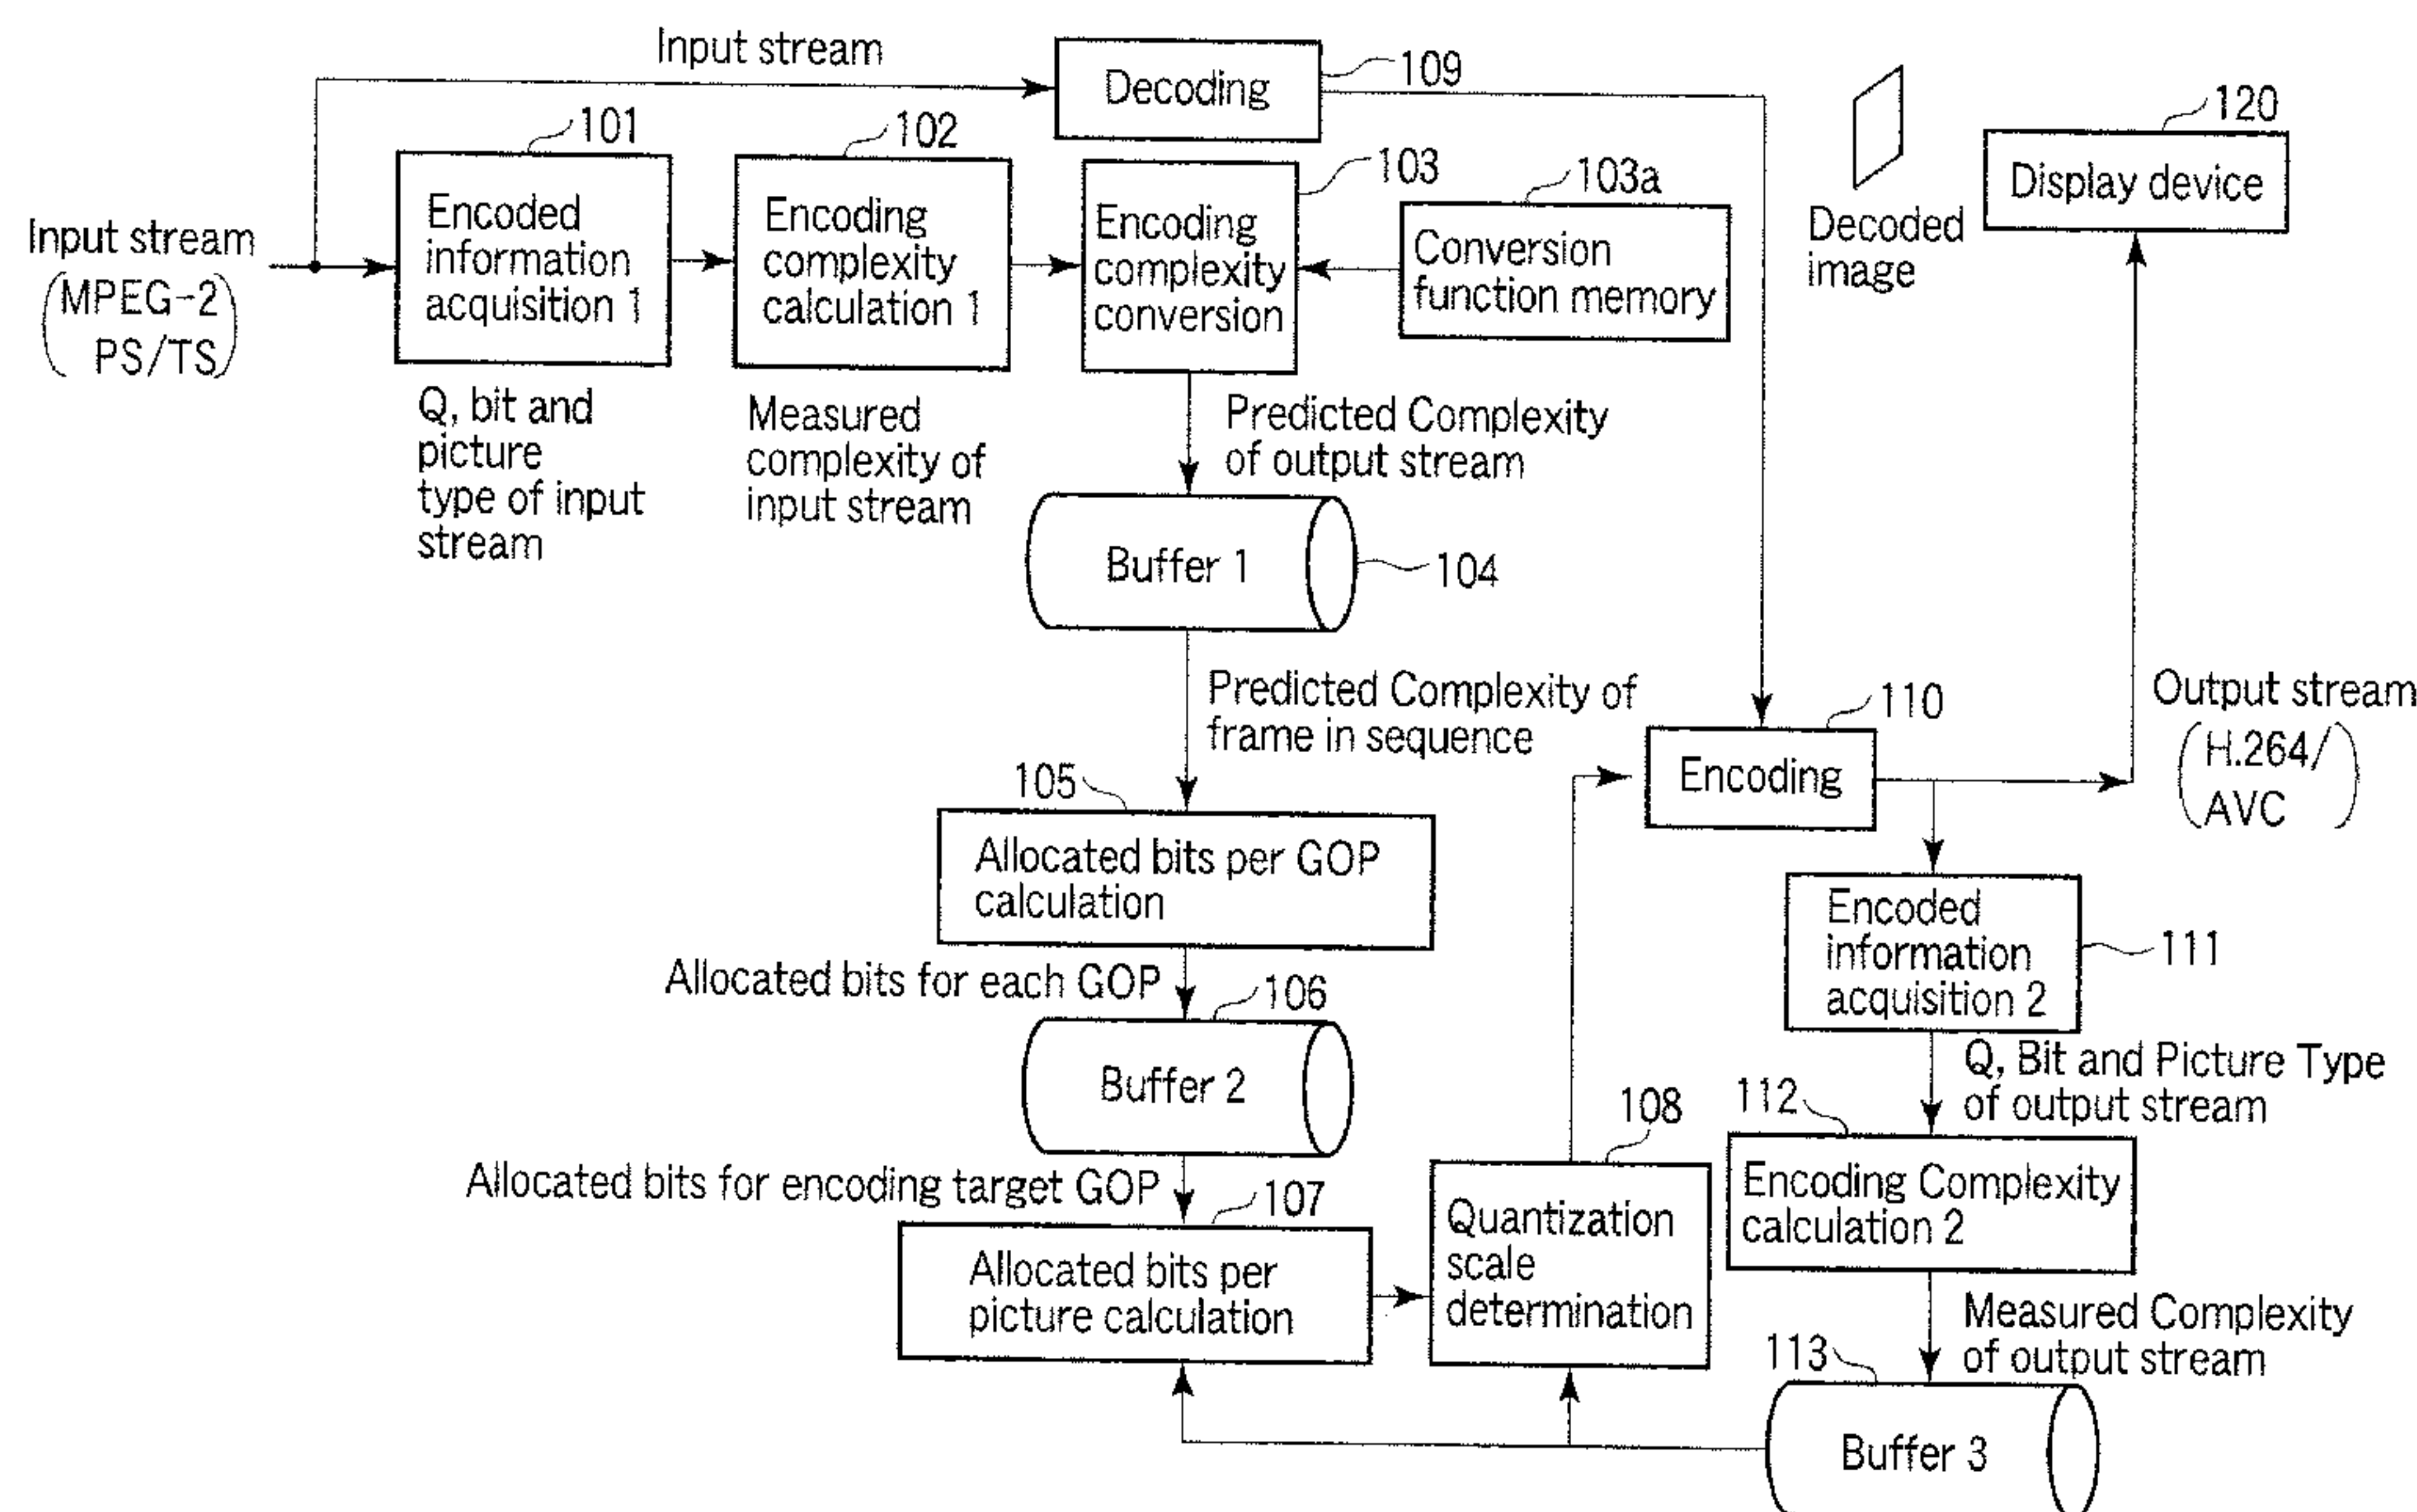 Input stream
Decoding
109
101
102
103
103a
120
Display device
Decoded
image
Input stream
(MPEG-2
PS/TS)
Encoded
information
acquisition 1
Encoding
complexity
calculation 1
Encoding
complexity
conversion
Conversion
function memory
Q, bit and
picture
type of input
stream
Measured
complexity of
input stream
Predicted Complexity
of output stream
Buffer 1
104
Predicted Complexity of
frame in sequence
110
Encoding
Output stream
(H.264/
AVC )
105
Allocated bits per GOP
calculation
Encoded
information
acquisition 2
111
Allocated bits for each GOP
106
Buffer 2
Q, Bit and Picture Type
of output stream
112
Encoding Complexity
calculation 2
Allocated bits for encoding target GOP
107
108
Allocated bits per
picture calculation
Quantization
scale
determination
Measured Complexity
of output stream
113
Buffer 3